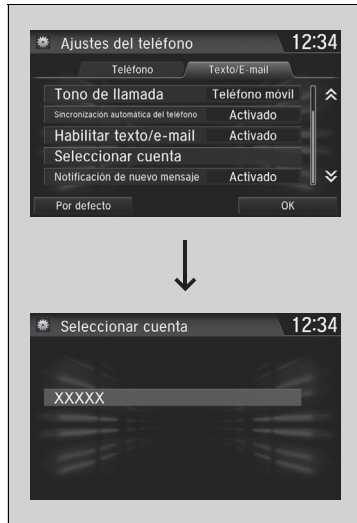 Ajustes del teléfono 12:34
Teléfono Texto/E-mail
Tono de llamada Teléfono móvil
Sincronización automática del teléfono Activado
Habilitar texto/e-mail Activado
Seleccionar cuenta
Notificación de nuevo mensaje Activado
Por defecto OK
Seleccionar cuenta 12:34
XXXXX